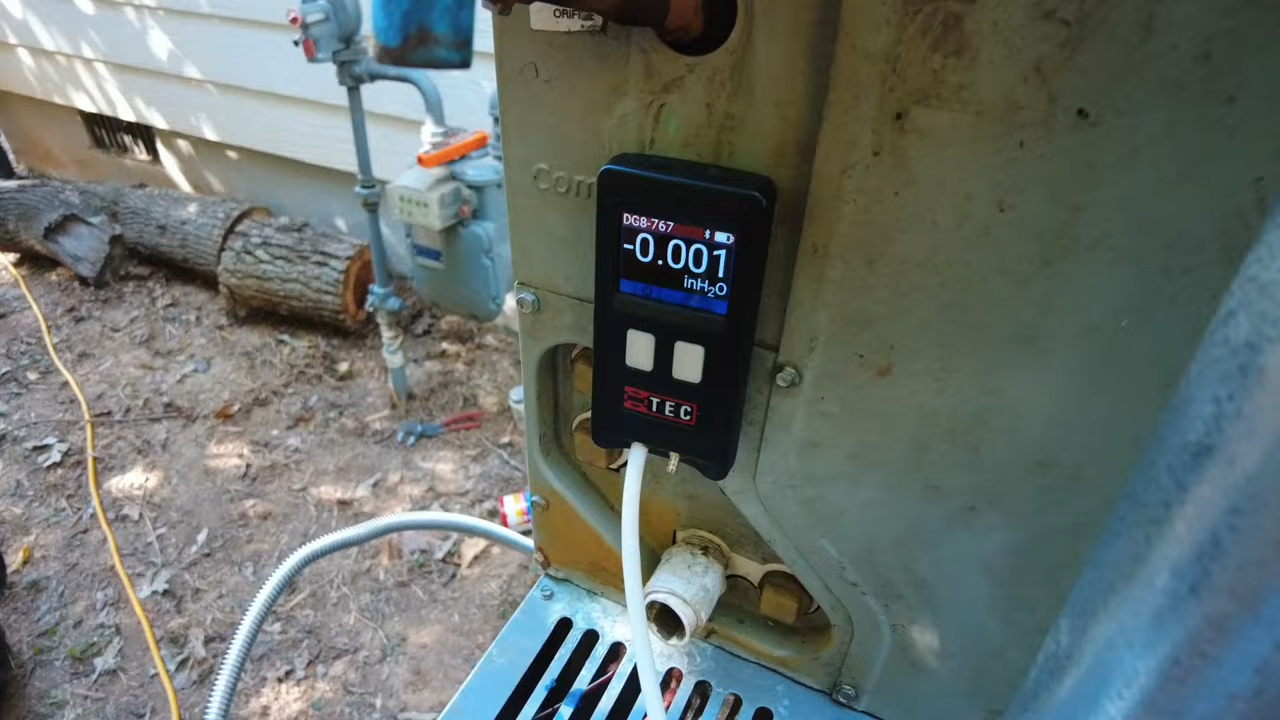 ORIFI
Com
DG8-767
-0.001
inH₂O
TEC